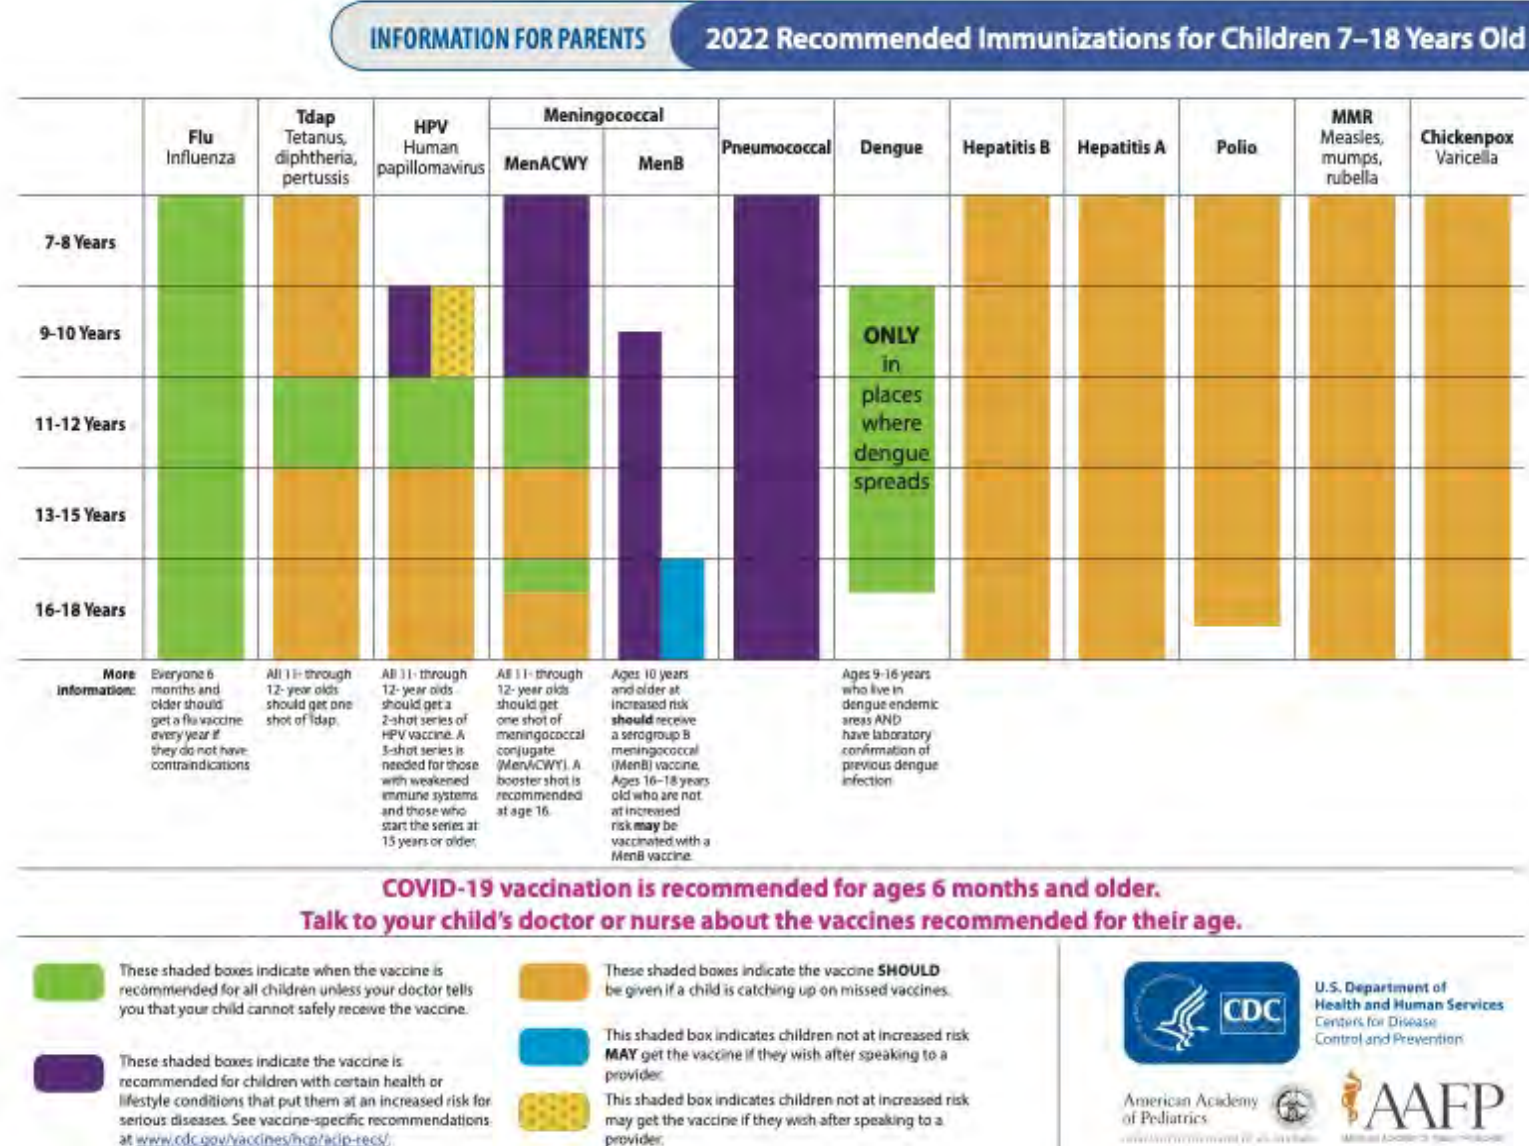 INFORMATION FOR PARENTS
2022 Recommended Immunizations for Children 7–18 Years Old
Flu
Influenza
Tdap
Tetanus,
diphtheria,
pertussis
HPV
Human
papillomavirus
Meningococcal
MenACWY
MenB
Pneumococcal
Dengue
Hepatitis B
Hepatitis A
Polio
MMR
Measles,
mumps,
rubella
Chickenpox
Varicella
7-8 Years
9-10 Years
11-12 Years
13-15 Years
16-18 Years
ONLY
in
places
where
dengue
spreads
More
information:
Everyone 6
months and
older should
get a flu vaccine
every year if
they do not have
contraindications
All 11- through
12- year olds
should get one
shot of Tdap.
All 11- through
12- year olds
should get a
2-shot series of
HPV vaccine. A
3-shot series is
needed for those
with weakened
immune systems
and those who
start the series at
15 years or older.
All 11- through
12- year olds
should get
one shot of
meningococcal
conjugate
(MenACWY). A
booster shot is
recommended
at age 16.
Ages 10 years
and older at
increased risk
should receive
a serogroup B
meningococcal
(MenB) vaccine.
Ages 16–18 years
old who are not
at increased
risk may be
vaccinated with a
MenB vaccine.
Ages 9-16 years
who live in
dengue endemic
areas AND
have laboratory
confirmation of
previous dengue
infection
COVID-19 vaccination is recommended for ages 6 months and older.
Talk to your child's doctor or nurse about the vaccines recommended for their age.
These shaded boxes indicate when the vaccine is
recommended for all children unless your doctor tells
you that your child cannot safely receive the vaccine.
These shaded boxes indicate the vaccine is
recommended for children with certain health or
lifestyle conditions that put them at an increased risk for
serious diseases. See vaccine-specific recommendations
at www.cdc.gov/vaccines/hcp/acip-recs/.
These shaded boxes indicate the vaccine SHOULD
be given if a child is catching up on missed vaccines.
This shaded box indicates children not at increased risk
MAY get the vaccine if they wish after speaking to a
provider.
This shaded box indicates children not at increased risk
may get the vaccine if they wish after speaking to a
provider.
CDC
U.S. Department of
Health and Human Services
Centers for Disease
Control and Prevention
American Academy
of Pediatrics
AAFP